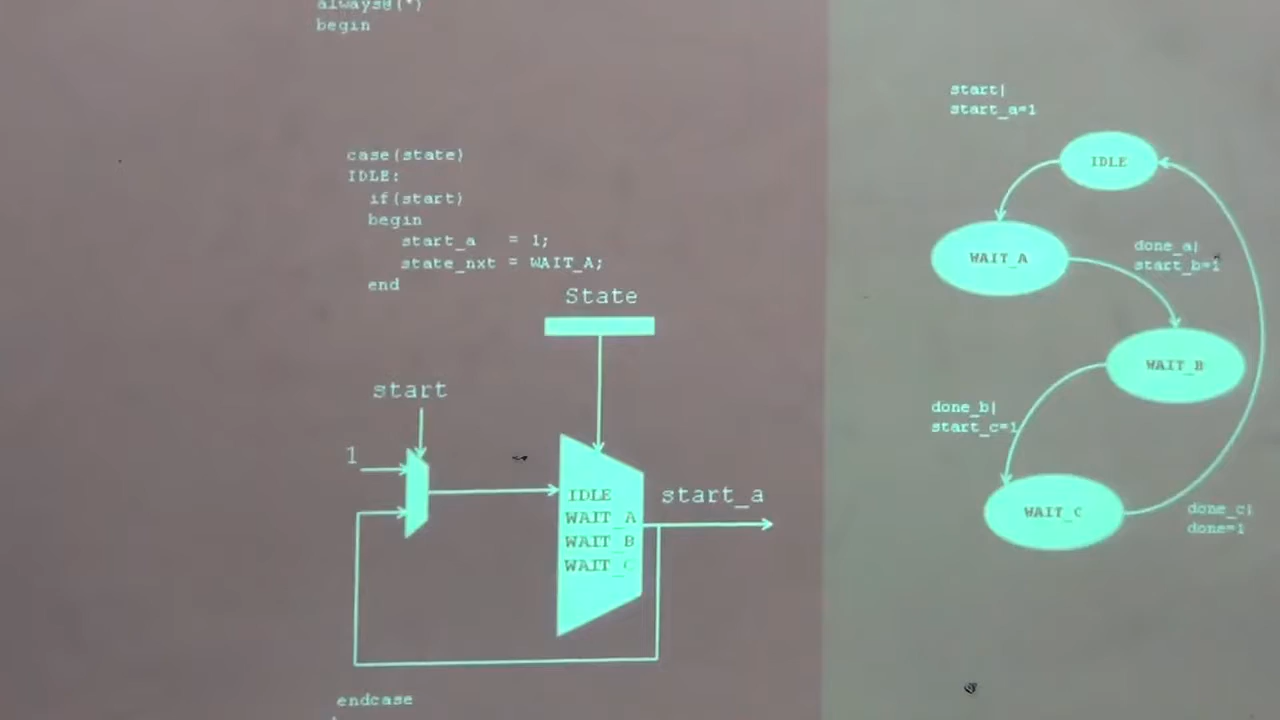 always@(*)
begin
case(state)
IDLE:
if(start)
begin
start_a = 1;
state_nxt = WAIT_A;
end
State
start
1
IDLE
WAIT_A
WAIT_B
WAIT_C
start_a
endcase
start|
start_a=1
IDLE
WAIT_A
done_a|
start_b=1
WAIT_B
done_b|
start_c=1
WAIT_C
done_c|
done=1